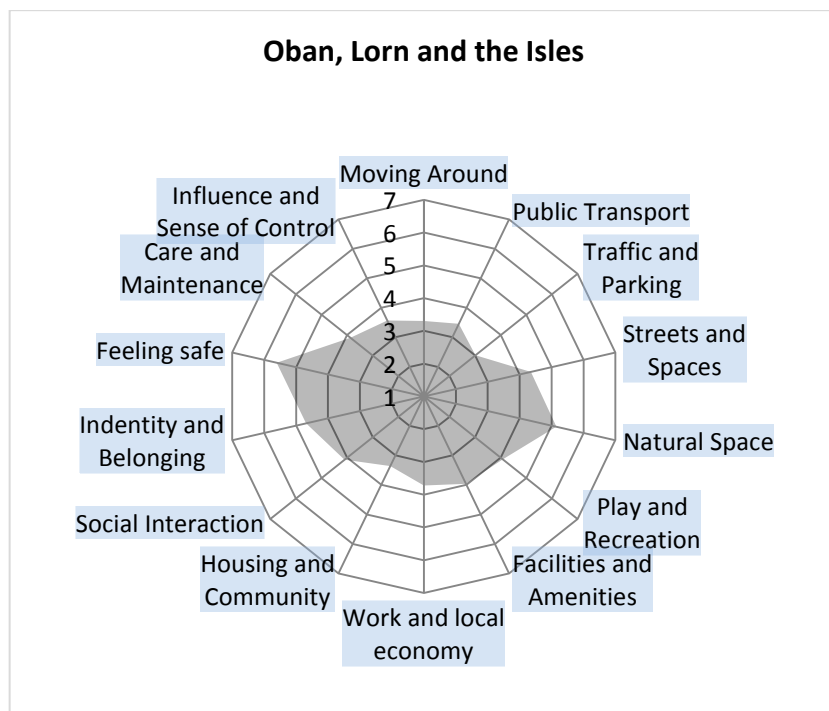 Oban, Lorn and the Isles
Moving Around
Public Transport
Traffic and
Parking
Streets and
Spaces
Natural Space
Play and
Recreation
Facilities and
Amenities
Work and local
economy
Housing and
Community
Social Interaction
Indentity and
Belonging
Feeling safe
Care and
Maintenance
Influence and
Sense of Control
7
6
5
4
3
2
1